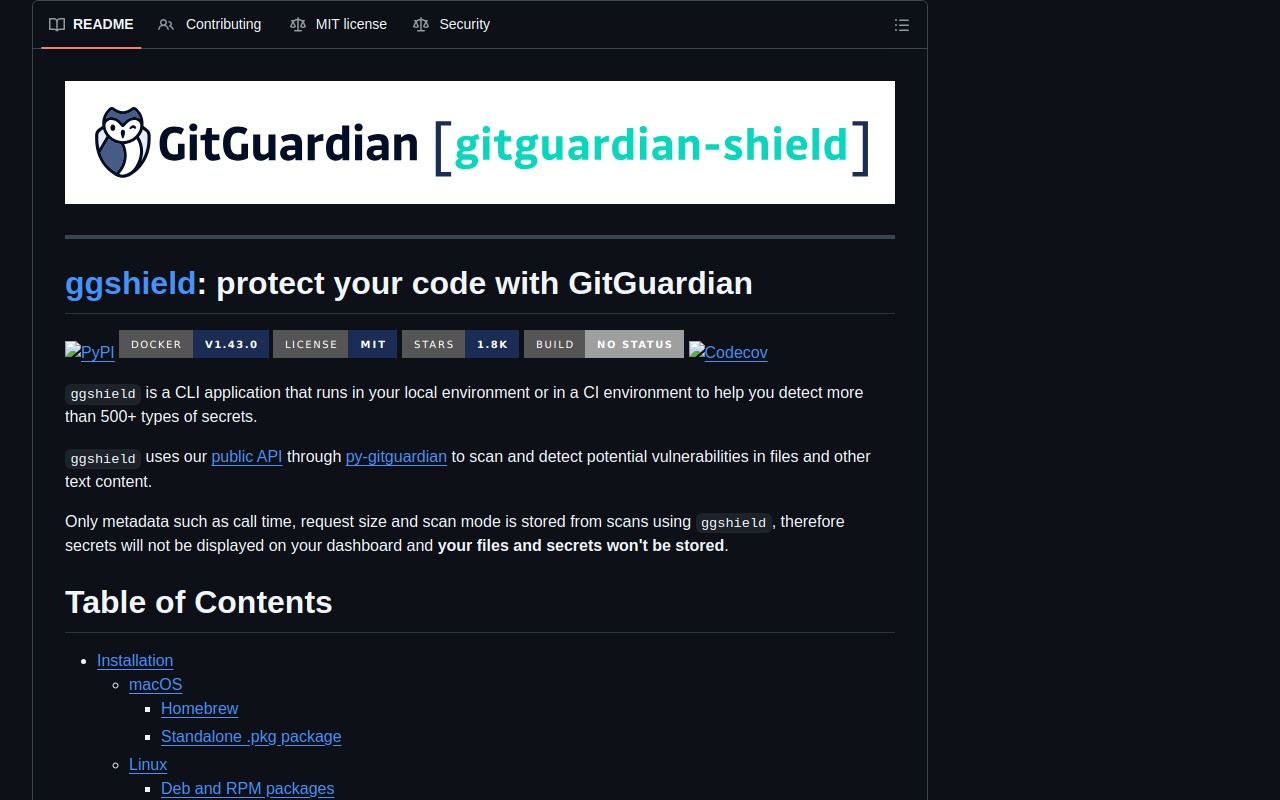 README Contributing MIT license Security
GitGuardian [gitguardian-shield]
ggshield: protect your code with GitGuardian
PyPI DOCKER V1.43.0 LICENSE MIT STARS 1.8K BUILD NO STATUS Codecov
ggshield is a CLI application that runs in your local environment or in a CI environment to help you detect more
than 500+ types of secrets.
ggshield uses our public API through py-gitguardian to scan and detect potential vulnerabilities in files and other
text content.
Only metadata such as call time, request size and scan mode is stored from scans using ggshield, therefore
secrets will not be displayed on your dashboard and your files and secrets won't be stored.
Table of Contents
Installation
macOS
Homebrew
Standalone .pkg package
Linux
Deb and RPM packages